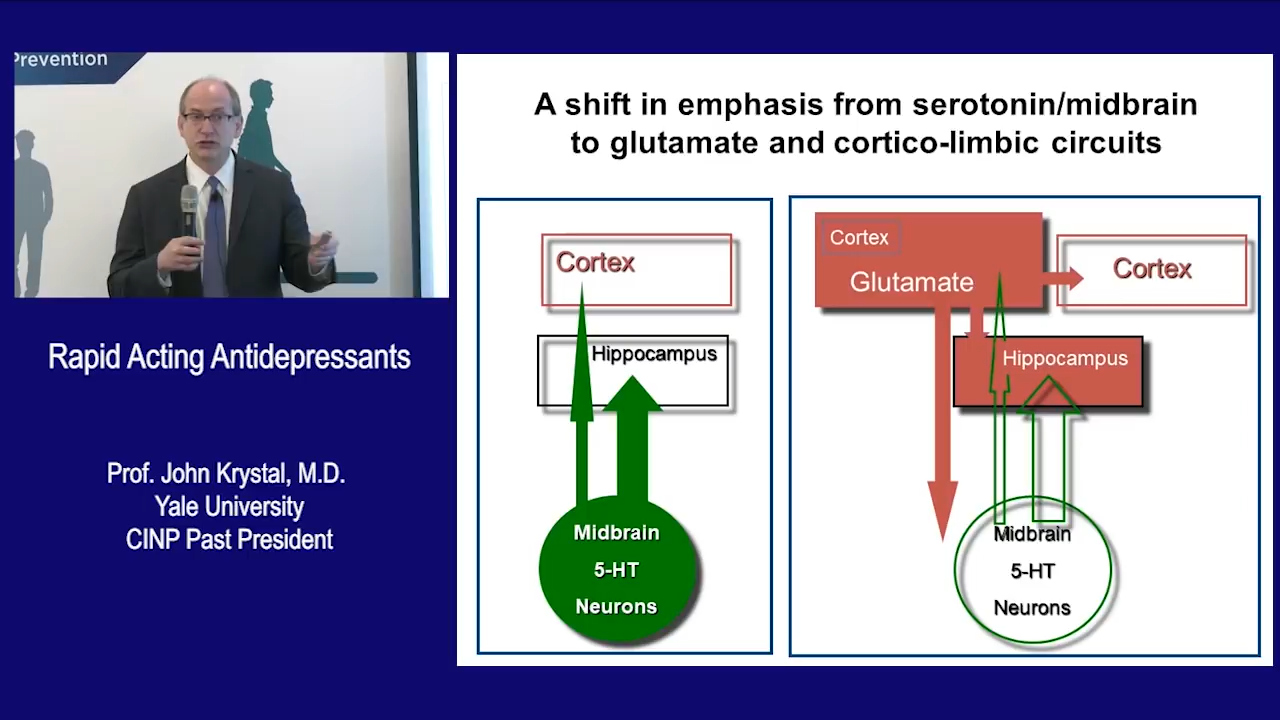 Prevention
Rapid Acting Antidepressants
Prof. John Krystal, M.D.
Yale University
CINP Past President
A shift in emphasis from serotonin/midbrain
to glutamate and cortico-limbic circuits
Cortex
Hippocampus
Midbrain
5-HT
Neurons
Cortex
Glutamate
Cortex
Hippocampus
Midbrain
5-HT
Neurons